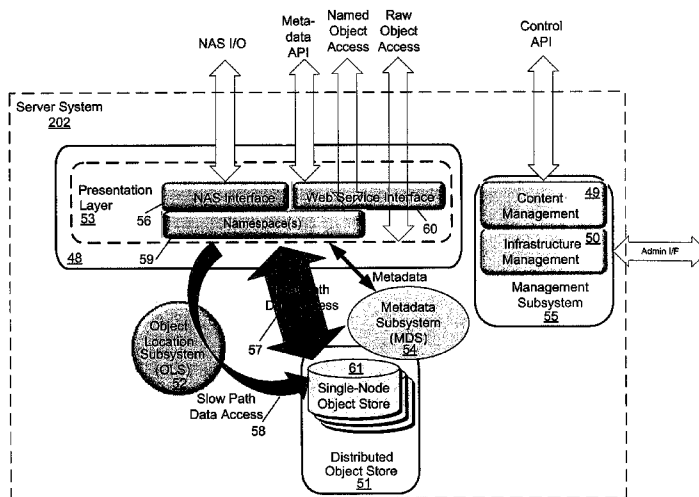 NAS I/O
Meta-
data
API
Named
Object
Access
Raw
Object
Access
Control
API
Server System
202
Presentation
Layer
53
NAS Interface
Web Service Interface
56
60
Namespace(s)
59
48
Content
Management
49
Infrastructure
Management
50
Management
Subsystem
55
Admin I/F
Metadata
Path
57
Object
Location
Subsystem
(OLS)
52
Metadata
Subsystem
(MDS)
54
Slow Path
Data Access
58
61
Single-Node
Object Store
Distributed
Object Store
51